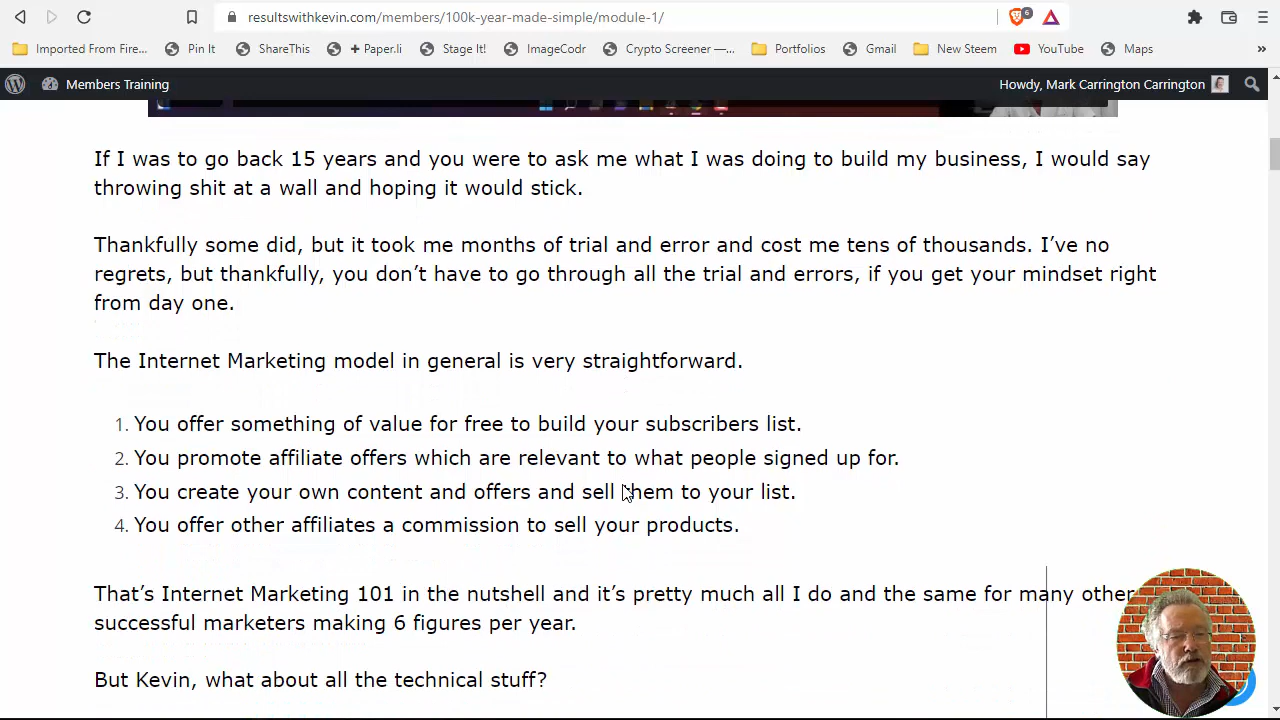 resultswithkevin.com/members/100k-year-made-simple/module-1/
6
Imported From Fire... Pin It ShareThis + Paper.li Stage It! ImageCodr Crypto Screener —... Portfolios Gmail New Steem YouTube Maps »
Members Training Howdy, Mark Carrington Carrington
If I was to go back 15 years and you were to ask me what I was doing to build my business, I would say
throwing shit at a wall and hoping it would stick.
Thankfully some did, but it took me months of trial and error and cost me tens of thousands. I’ve no
regrets, but thankfully, you don’t have to go through all the trial and errors, if you get your mindset right
from day one.
The Internet Marketing model in general is very straightforward.
1. You offer something of value for free to build your subscribers list.
2. You promote affiliate offers which are relevant to what people signed up for.
3. You create your own content and offers and sell them to your list.
4. You offer other affiliates a commission to sell your products.
That’s Internet Marketing 101 in the nutshell and it’s pretty much all I do and the same for many other
successful marketers making 6 figures per year.
But Kevin, what about all the technical stuff?